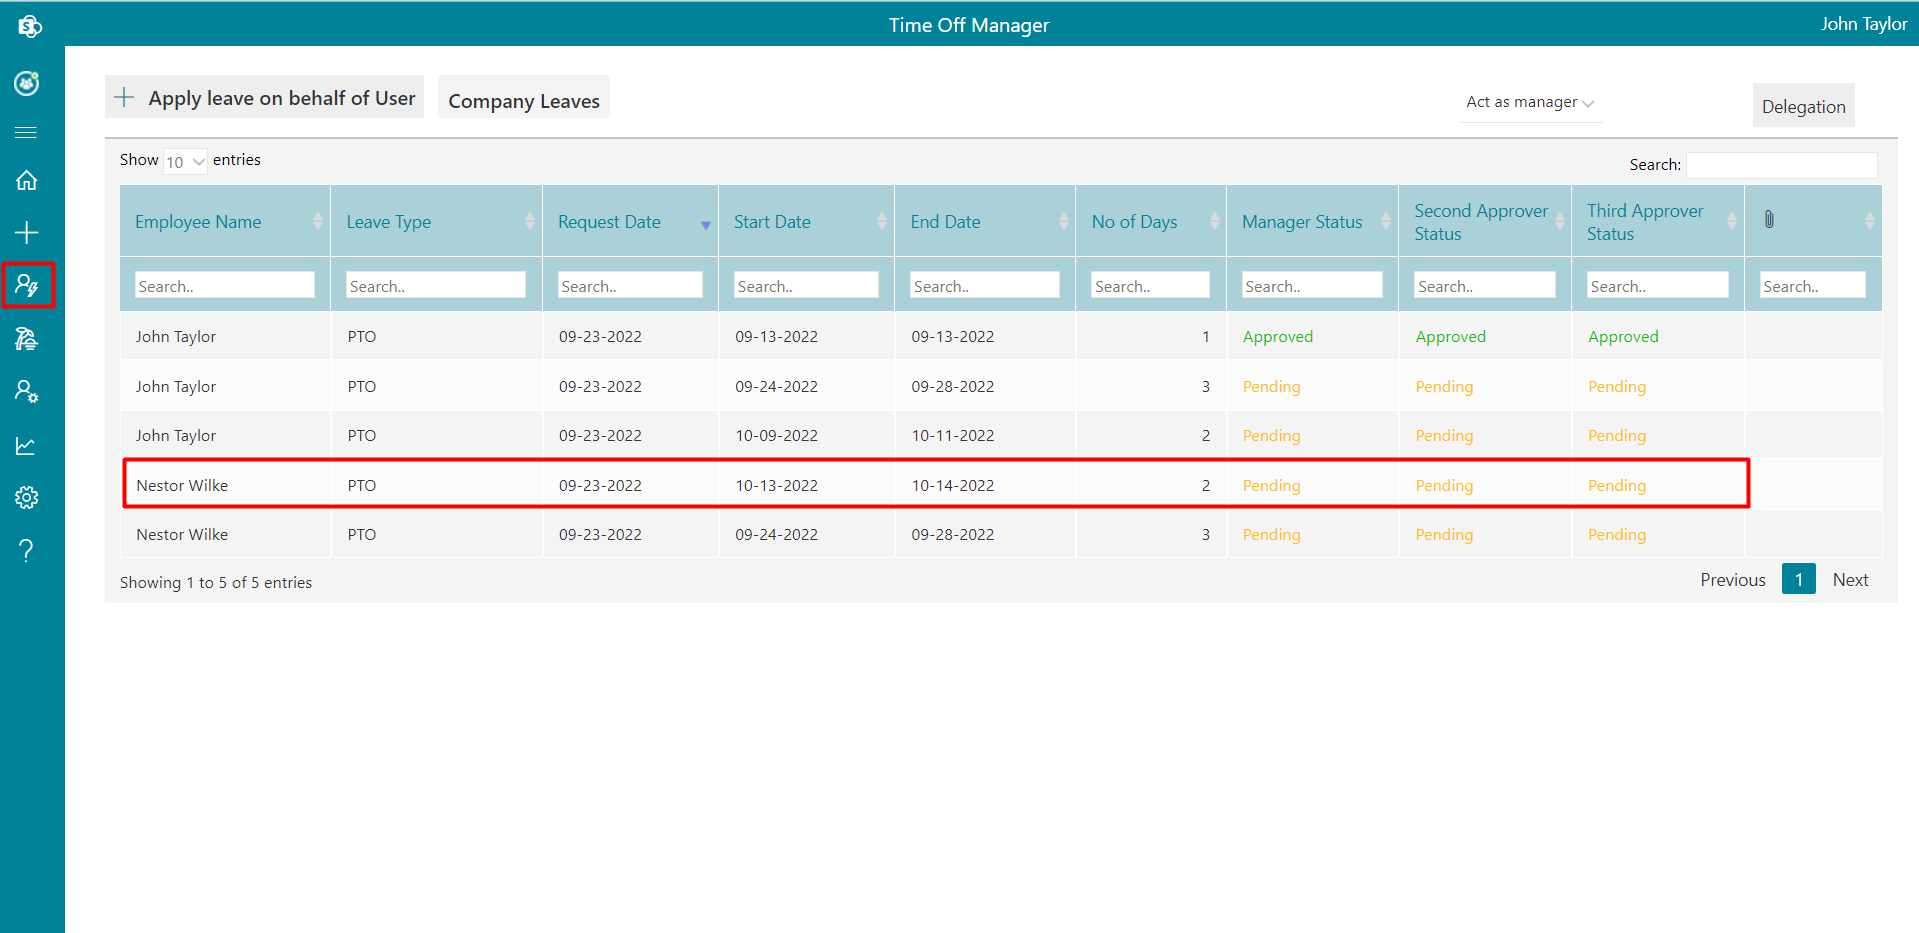 Time Off Manager
John Taylor
Apply leave on behalf of User
Company Leaves
Act as manager
Delegation
Show 10 entries
Search:
Employee Name Leave Type Request Date Start Date End Date No of Days Manager Status Second Approver Status Third Approver Status
Search.. Search.. Search.. Search.. Search.. Search.. Search.. Search.. Search.. Search..
John Taylor PTO 09-23-2022 09-13-2022 09-13-2022 1 Approved Approved Approved
John Taylor PTO 09-23-2022 09-24-2022 09-28-2022 3 Pending Pending Pending
John Taylor PTO 09-23-2022 10-09-2022 10-11-2022 2 Pending Pending Pending
Nestor Wilke PTO 09-23-2022 10-13-2022 10-14-2022 2 Pending Pending Pending
Nestor Wilke PTO 09-23-2022 09-24-2022 09-28-2022 3 Pending Pending Pending
Showing 1 to 5 of 5 entries
Previous 1 Next